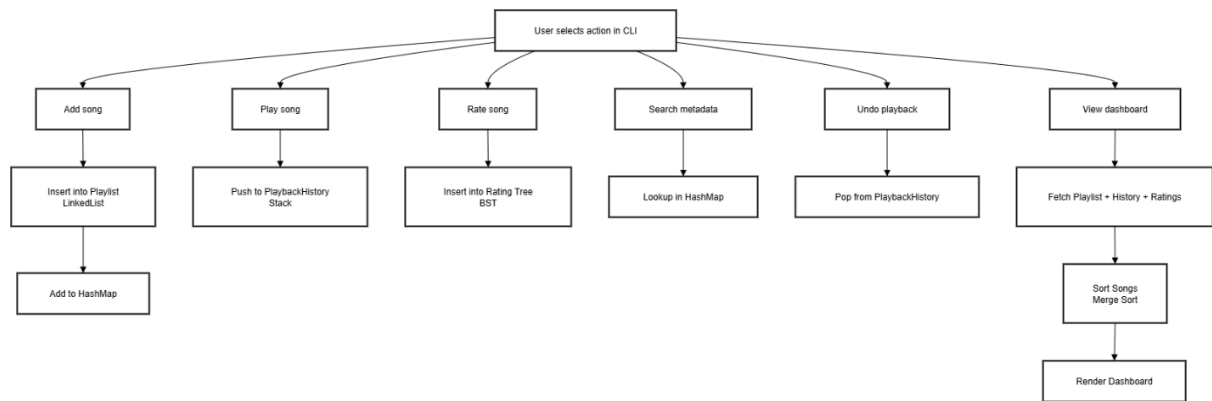 User selects action in CLI
Add song
Play song
Rate song
Search metadata
Undo playback
View dashboard
Insert into Playlist
LinkedList
Push to PlaybackHistory
Stack
Insert into Rating Tree
BST
Lookup in HashMap
Pop from PlaybackHistory
Fetch Playlist + History + Ratings
Add to HashMap
Sort Songs
Merge Sort
Render Dashboard